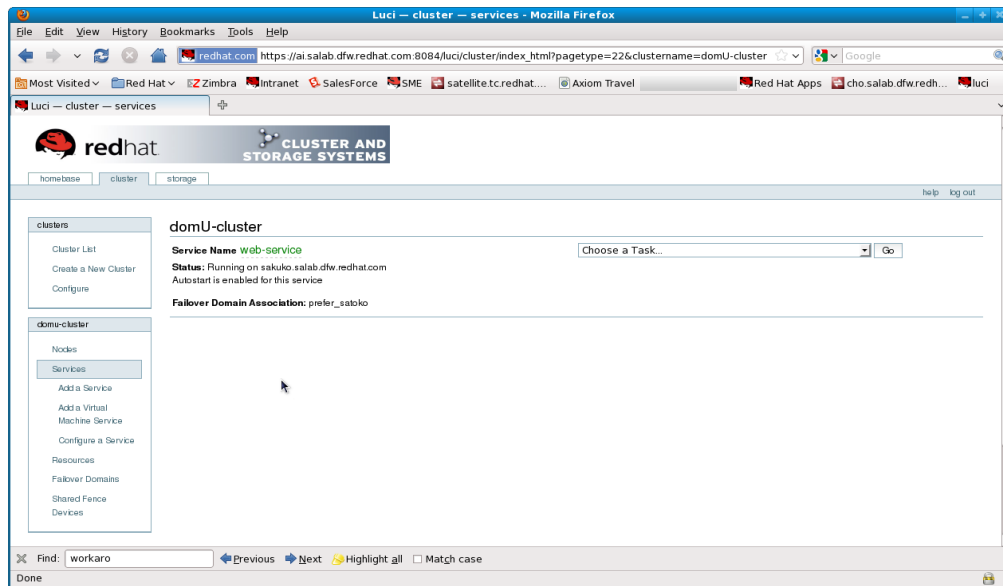 Luci — cluster — services - Mozilla Firefox
File Edit View History Bookmarks Tools Help
redhat.com https://ai.salab.dfw.redhat.com:8084/luci/cluster/index_html?pagetype=22&clustername=domU-cluster Google
Most Visited Red Hat Zimbra Intranet SalesForce SME satellite.tc.redhat.... Axiom Travel Red Hat Apps cho.salab.dfw.redh... luci
Luci — cluster — services
redhat. CLUSTER AND
STORAGE SYSTEMS
homebase cluster storage
help log out
clusters
Cluster List
Create a New Cluster
Configure
domu-cluster
Nodes
Services
Add a Service
Add a Virtual
Machine Service
Configure a Service
Resources
Failover Domains
Shared Fence
Devices
domU-cluster
Service Name web-service Choose a Task... Go
Status: Running on sakuko.salab.dfw.redhat.com
Autostart is enabled for this service
Failover Domain Association: prefer_satoko
Find: workaro Previous Next Highlight all Match case
Done